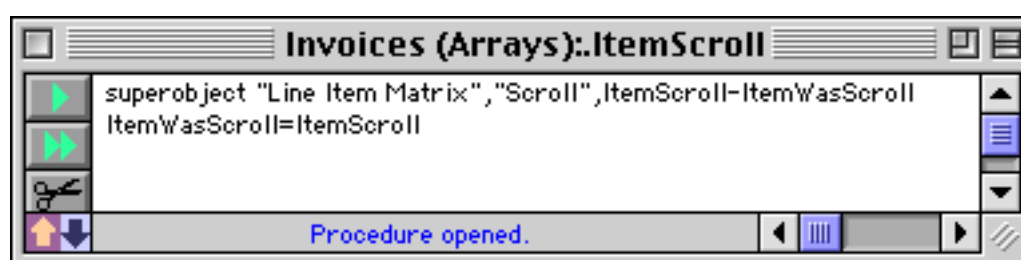 Invoices (Arrays):.ItemScroll
superobject "Line Item Matrix","Scroll",ItemScroll-ItemWasScroll
ItemWasScroll=ItemScroll
Procedure opened.